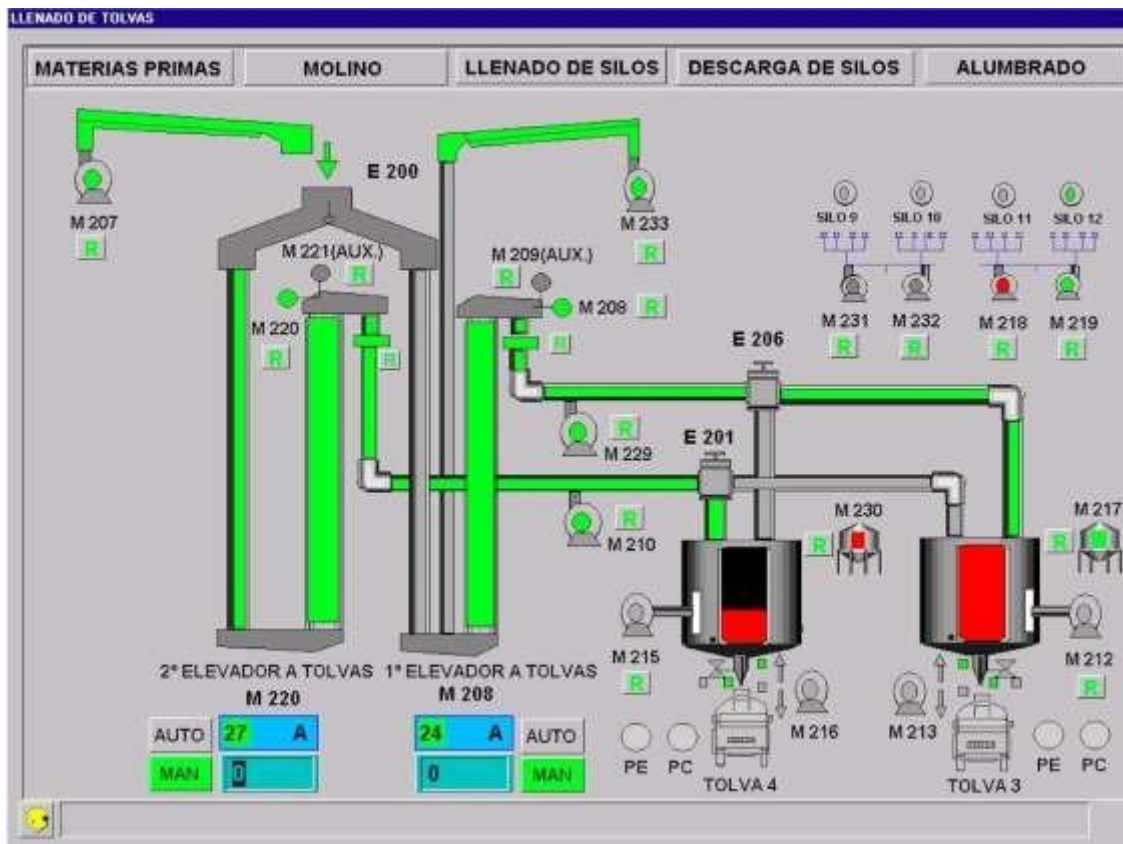 LLENADO DE TOLVAS
MATERIAS PRIMAS MOLINO LLENADO DE SILOS DESCARGA DE SILOS ALUMBRADO
E 200
M 207
R
M 233
R
M 221(AUX.)
R
M 209(AUX.)
R
M 220
R
R
M 208 R
R
SILO 9 SILO 10 SILO 11 SILO 12
M 231 M 232 M 218 M 219
R R R R
E 206
R
M 229
E 201
R
M 210
M 230
R
M 217
R
M 215
R
M 212
R
2º ELEVADOR A TOLVAS 1º ELEVADOR A TOLVAS
M 220 M 208
AUTO 27 A 24 A AUTO
MAN 0 0 MAN
M 216 M 213
PE PC PE PC
TOLVA 4 TOLVA 3